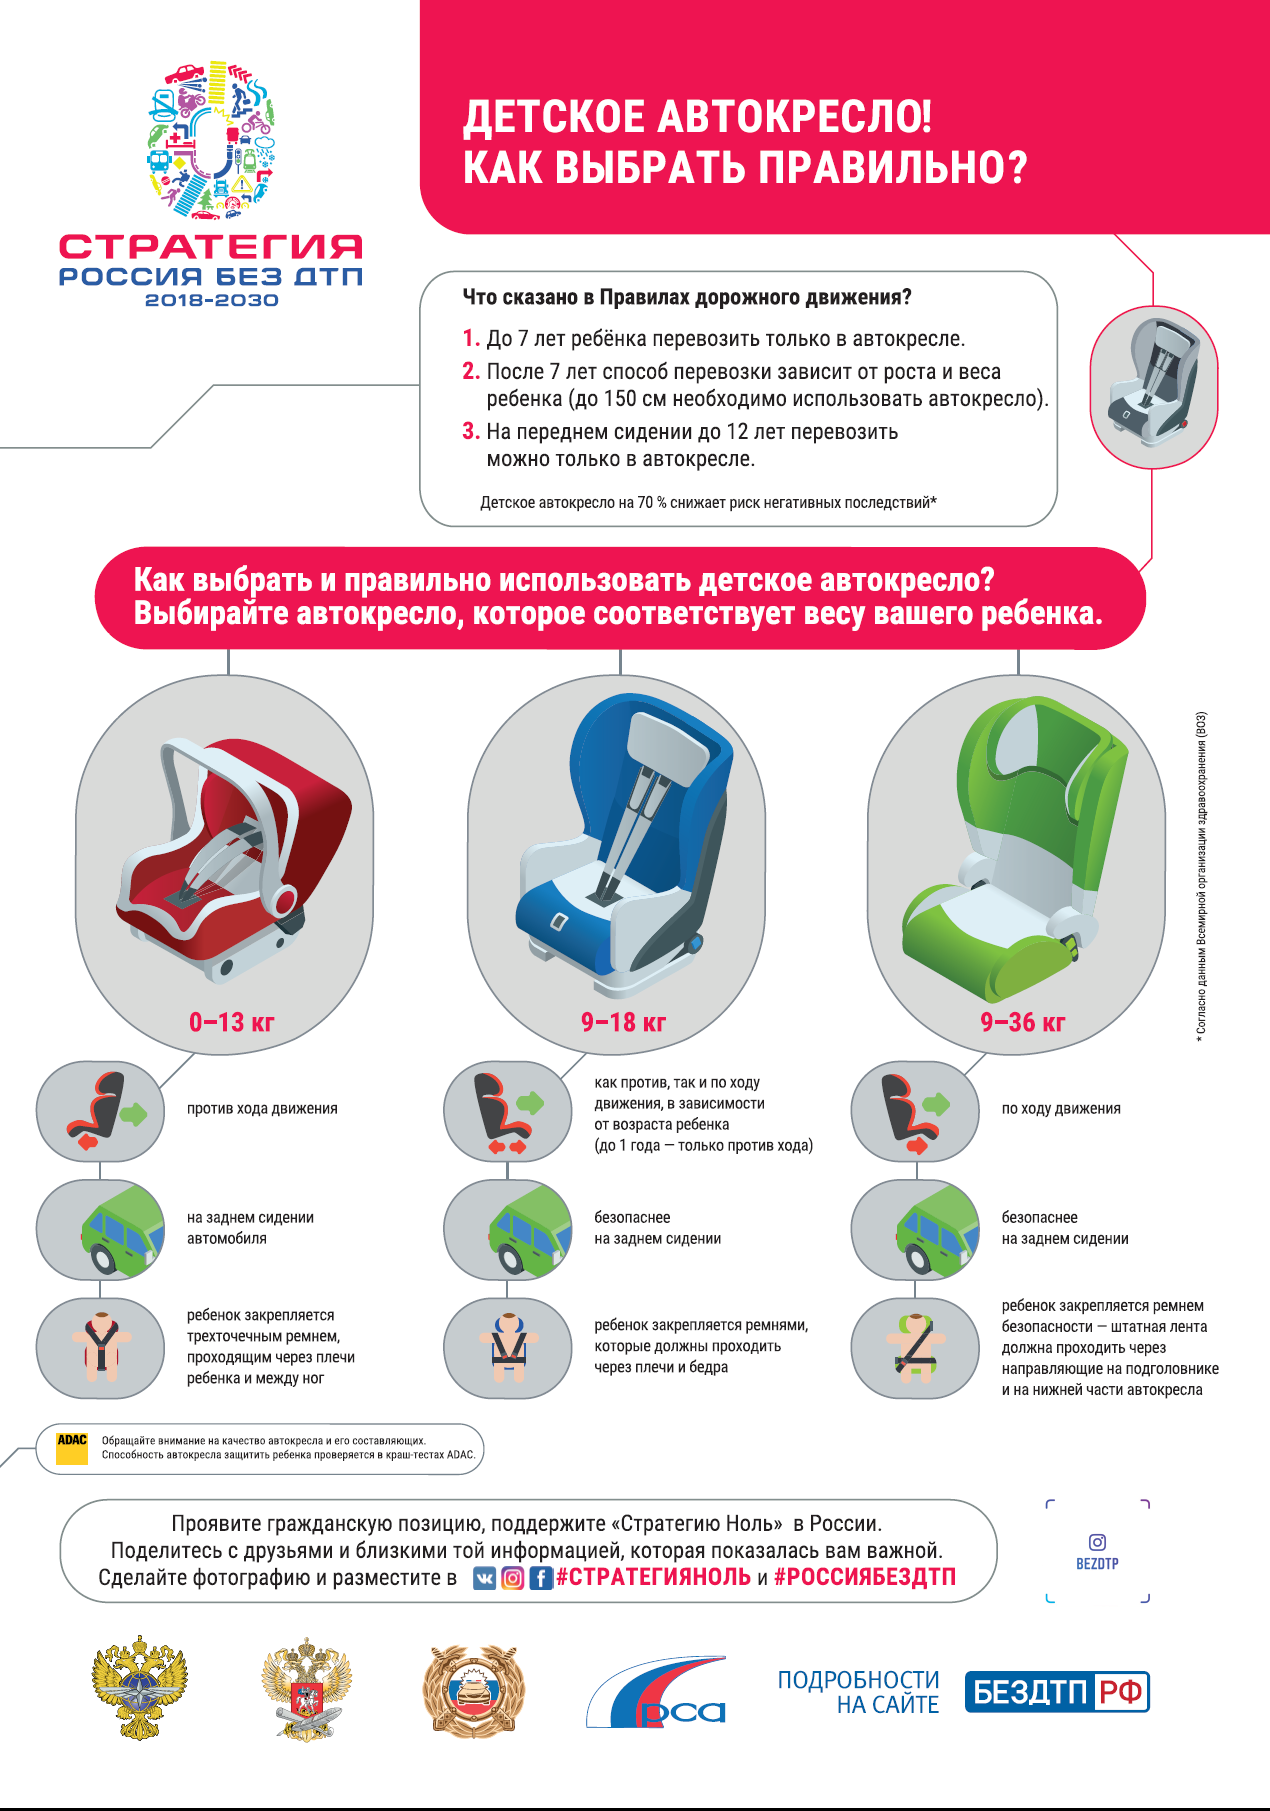 ДЕТСКОЕ АВТОКРЕСЛО!
КАК ВЫБРАТЬ ПРАВИЛЬНО?
СТРАТЕГИЯ
РОССИЯ БЕЗ ДТП
2018-2030
Что сказано в Правилах дорожного движения?
1. До 7 лет ребёнка перевозить только в автокресле.
2. После 7 лет способ перевозки зависит от роста и веса
ребенка (до 150 см необходимо использовать автокресло).
3. На переднем сидении до 12 лет перевозить
можно только в автокресле.
Детское автокресло на 70 % снижает риск негативных последствий*
Как выбрать и правильно использовать детское автокресло?
Выбирайте автокресло, которое соответствует весу вашего ребенка.
0–13 кг
против хода движения
на заднем сидении
автомобиля
ребенок закрепляется
трехточечным ремнем,
проходящим через плечи
ребенка и между ног
9–18 кг
как против, так и по ходу
движения, в зависимости
от возраста ребенка
(до 1 года — только против хода)
безопаснее
на заднем сидении
ребенок закрепляется ремнями,
которые должны проходить
через плечи и бедра
9–36 кг
по ходу движения
безопаснее
на заднем сидении
ребенок закрепляется ремнем
безопасности — штатная лента
должна проходить через
направляющие на подголовнике
и на нижней части автокресла
* Согласно данным Всемирной организации здравоохранения (ВОЗ)
ADAC
Обращайте внимание на качество автокресла и его составляющих.
Способность автокресла защитить ребенка проверяется в краш-тестах ADAC.
Проявите гражданскую позицию, поддержите «Стратегию Ноль» в России.
Поделитесь с друзьями и близкими той информацией, которая показалась вам важной.
Сделайте фотографию и разместите в #СТРАТЕГИЯНОЛЬ и #РОССИЯБЕЗДТП
BEZDTP
рса
ПОДРОБНОСТИ
НА САЙТЕ
БЕЗДТП РФ